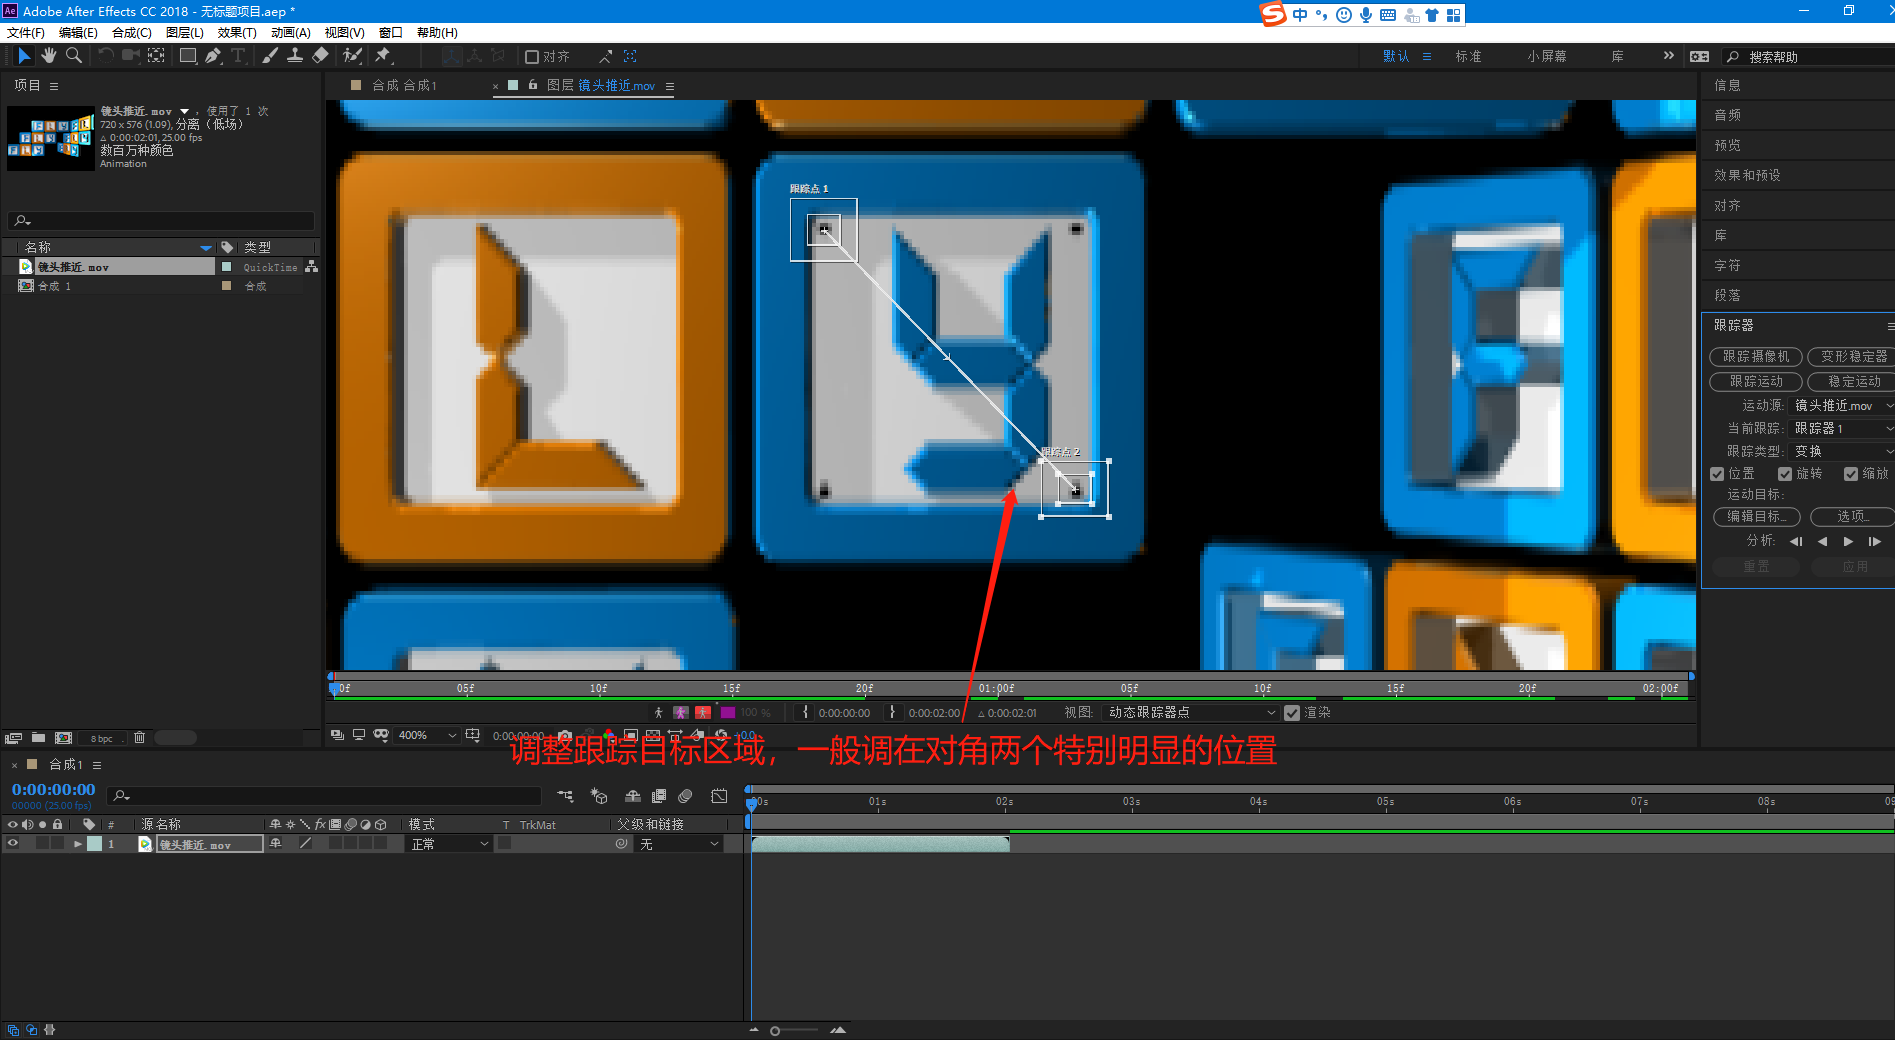 Ae Adobe After Effects CC 2018 - 无标题项目.aep *
中
文件(F) 编辑(E) 合成(C) 图层(L) 效果(T) 动画(A) 视图(V) 窗口 帮助(H)
对齐
默认 标准 小屏幕 库 » 搜索帮助
项目
合成 合成1
× 图层 镜头推近.mov
镜头推近.mov ，使用了 1 次
720 x 576 (1.09), 分离（低场）
△ 0:00:02:01, 25.00 fps
数百万种颜色
Animation
名称 类型
镜头推近.mov QuickTime
合成 1 合成
跟踪点 1
跟踪点 2
信息
音频
预览
效果和预设
对齐
库
字符
段落
跟踪器
跟踪摄像机 变形稳定器
跟踪运动 稳定运动
运动源: 镜头推近.mov
当前跟踪: 跟踪器 1
跟踪类型: 变换
位置 旋转 缩放
运动目标:
编辑目标... 选项...
分析:
重置 应用
00f 05f 10f 15f 20f 01:00f 05f 10f 15f 20f 02:00f
100 % { 0:00:00:00 } 0:00:02:00 △ 0:00:02:01 视图: 动态跟踪器点 渲染
8 bpc
400% 0:00:00:00 +0.0
调整跟踪目标区域，一般调在对角两个特别明显的位置
× 合成1
0:00:00:00
00000 (25.00 fps)
00s 01s 02s 03s 04s 05s 06s 07s 08s 09
# 源名称 fx 模式 T TrkMat 父级和链接
1 镜头推近.mov 正常 无